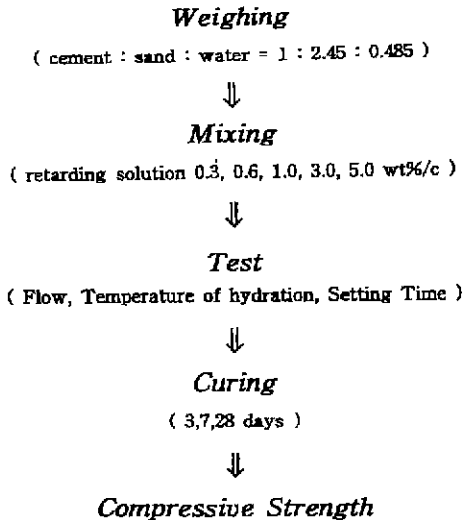 Weighing
( cement : sand : water = 1 : 2.45 : 0.485 )
⇓
Mixing
( retarding solution 0.3, 0.6, 1.0, 3.0, 5.0 wt%/c )
⇓
Test
( Flow, Temperature of hydration, Setting Time )
⇓
Curing
( 3,7,28 days )
⇓
Compressive Strength